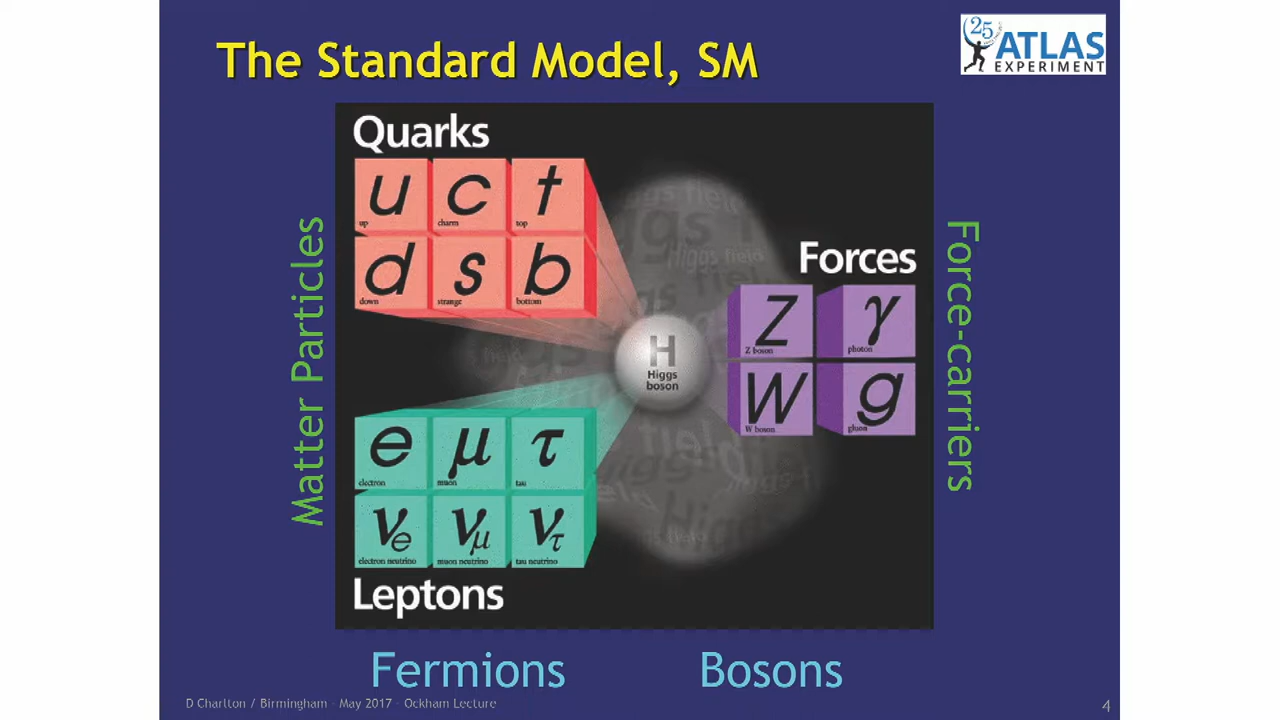 The Standard Model, SM
25
ATLAS
EXPERIMENT
Quarks
u c t
up charm top
d s b
down strange bottom
Matter Particles
Higgs field
H
Higgs
boson
Forces
Z γ
Z boson photon
W g
W boson gluon
Force-carriers
e μ τ
electron muon tau
νe νμ ντ
electron neutrino muon neutrino tau neutrino
Leptons
Fermions Bosons
D Charlton / Birmingham - May 2017 - Ockham Lecture
4